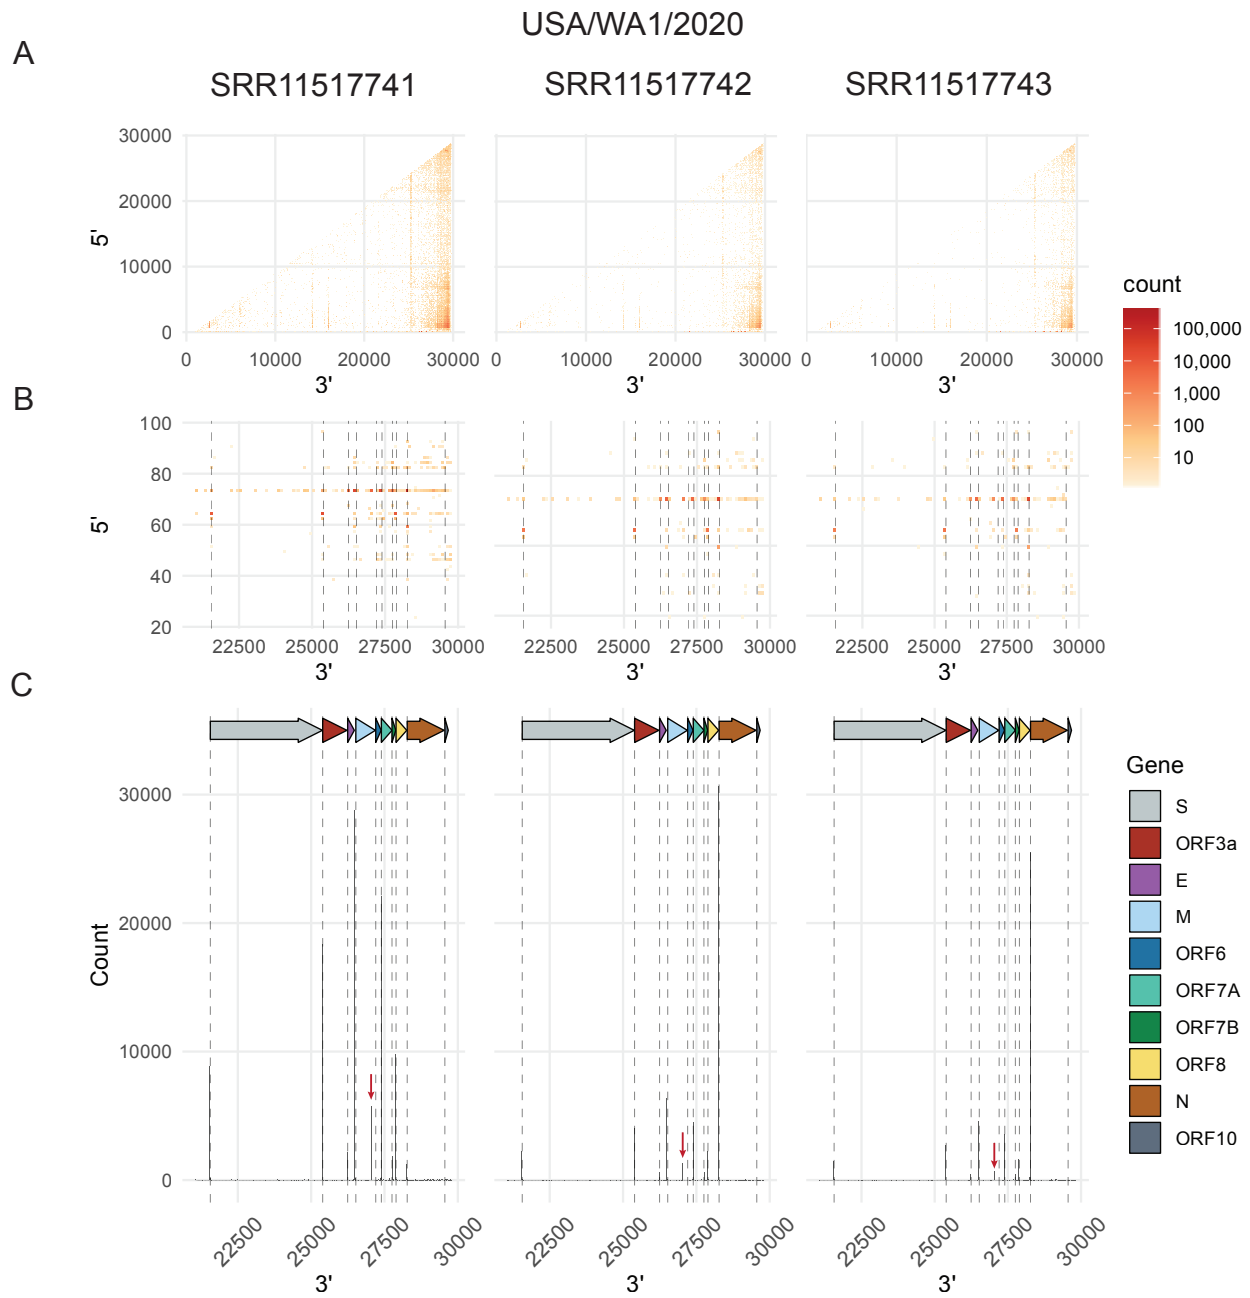 USA/WA1/2020
A
SRR11517741 SRR11517742 SRR11517743
30000
20000
10000
0
5'
0 10000 20000 30000 0 10000 20000 30000 0 10000 20000 30000
3' 3' 3'
count
100,000
10,000
1,000
100
10
B
100
80
60
40
20
5'
22500 25000 27500 30000 22500 25000 27500 30000 22500 25000 27500 30000
3' 3' 3'
C
30000
20000
10000
0
Count
22500 25000 27500 30000 22500 25000 27500 30000 22500 25000 27500 30000
3' 3' 3'
Gene
S
ORF3a
E
M
ORF6
ORF7A
ORF7B
ORF8
N
ORF10